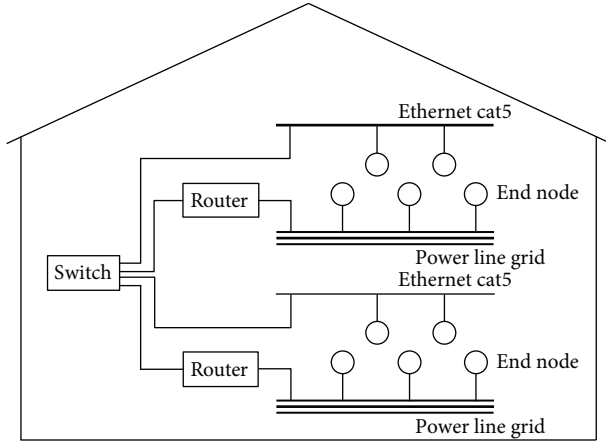 Ethernet cat5
Router
End node
Power line grid
Switch
Ethernet cat5
Router
End node
Power line grid